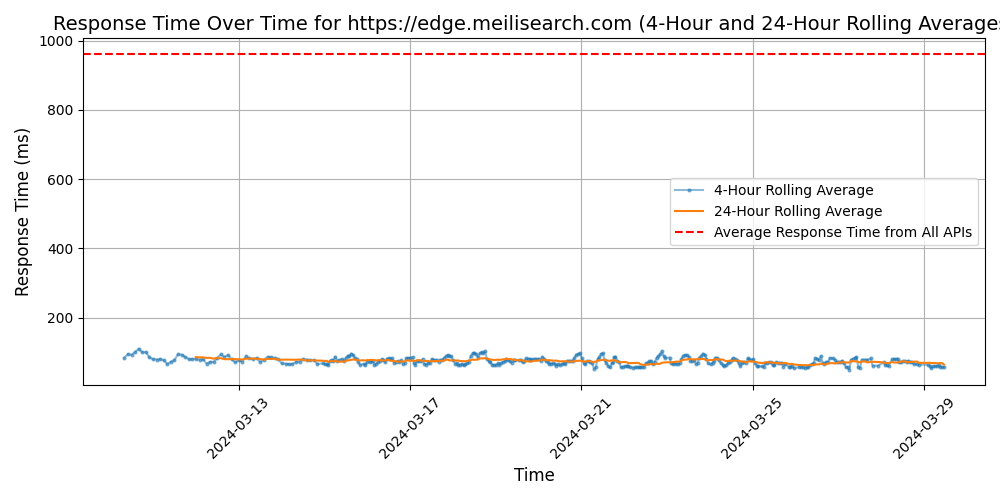 Response Time Over Time for https://edge.meilisearch.com (4-Hour and 24-Hour Rolling Averages
1000
800
600
400
200
Response Time (ms)
4-Hour Rolling Average
24-Hour Rolling Average
Average Response Time from All APIs
2024-03-13
2024-03-17
2024-03-21
2024-03-25
2024-03-29
Time